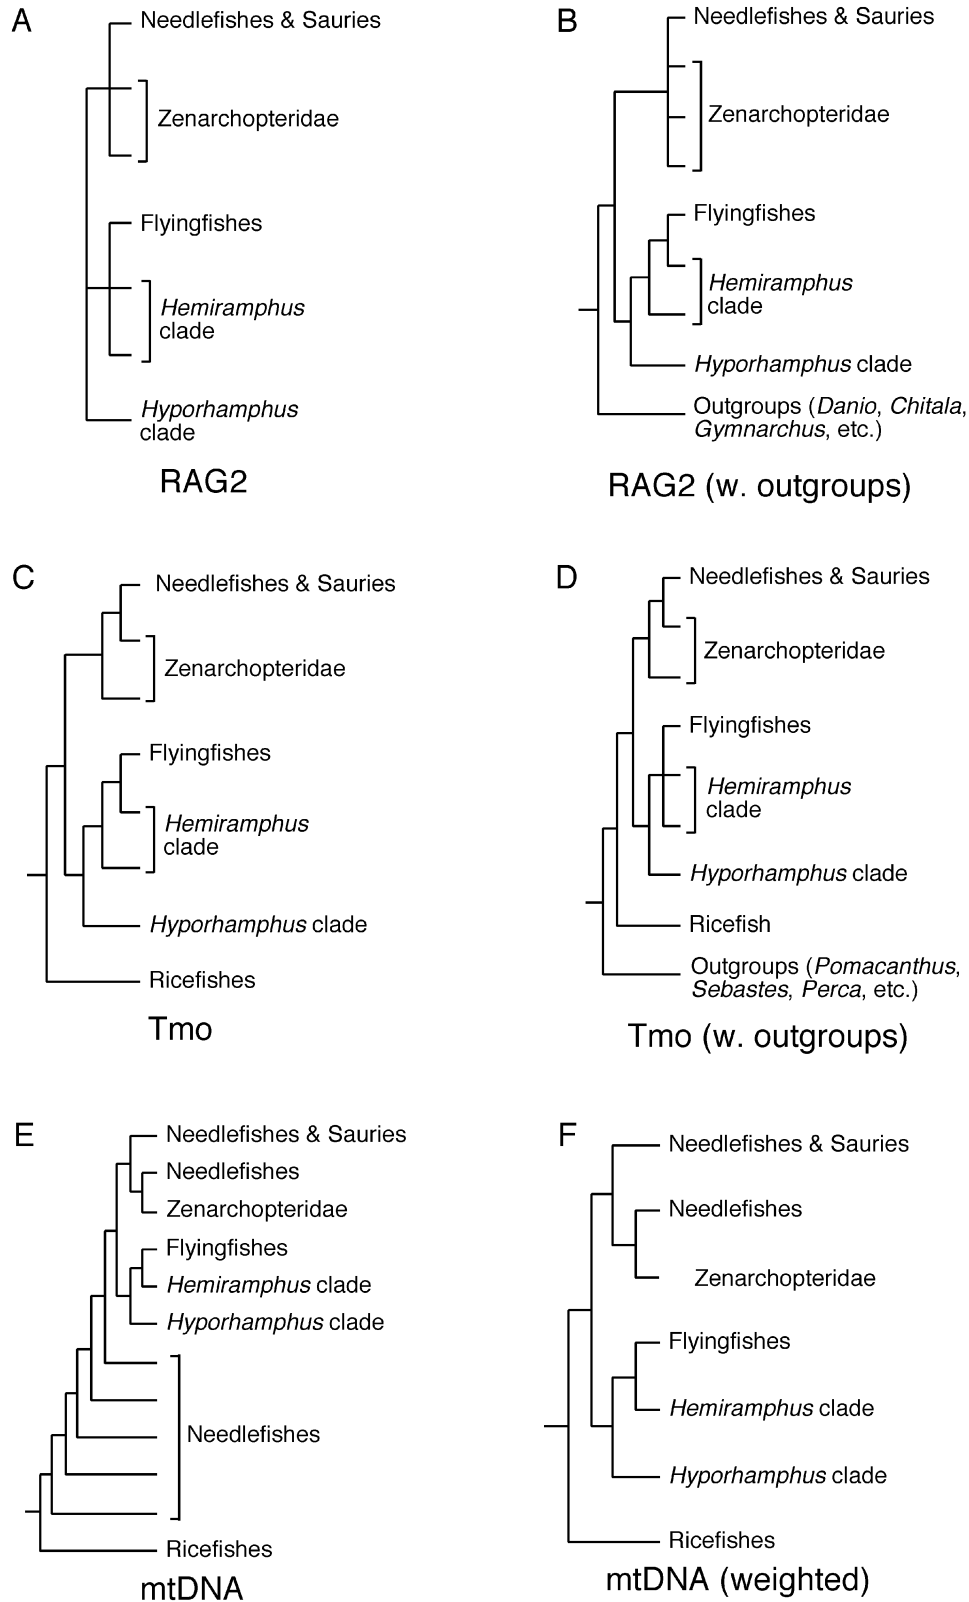 A
Needlefishes & Sauries
Zenarchopteridae
Flyingfishes
Hemiramphus
clade
Hyporhamphus
clade
RAG2
B
Needlefishes & Sauries
Zenarchopteridae
Flyingfishes
Hemiramphus
clade
Hyporhamphus clade
Outgroups (Danio, Chitala,
Gymnarchus, etc.)
RAG2 (w. outgroups)
C
Needlefishes & Sauries
Zenarchopteridae
Flyingfishes
Hemiramphus
clade
Hyporhamphus clade
Ricefishes
Tmo
D
Needlefishes & Sauries
Zenarchopteridae
Flyingfishes
Hemiramphus
clade
Hyporhamphus clade
Ricefish
Outgroups (Pomacanthus,
Sebastes, Perca, etc.)
Tmo (w. outgroups)
E
Needlefishes & Sauries
Needlefishes
Zenarchopteridae
Flyingfishes
Hemiramphus clade
Hyporhamphus clade
Needlefishes
Ricefishes
mtDNA
F
Needlefishes & Sauries
Needlefishes
Zenarchopteridae
Flyingfishes
Hemiramphus clade
Hyporhamphus clade
Ricefishes
mtDNA (weighted)